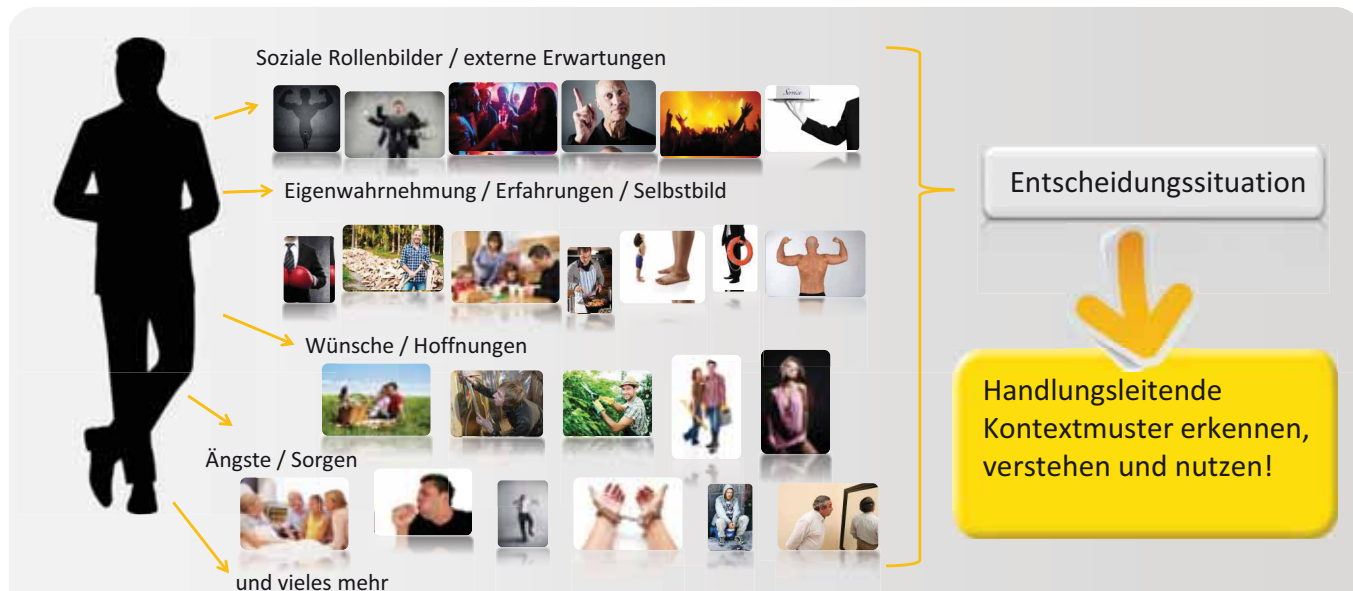 Soziale Rollenbilder / externe Erwartungen
Service
Eigenwahrnehmung / Erfahrungen / Selbstbild
Wünsche / Hoffnungen
Ängste / Sorgen
und vieles mehr
Entscheidungssituation
Handlungsleitende
Kontextmuster erkennen,
verstehen und nutzen!